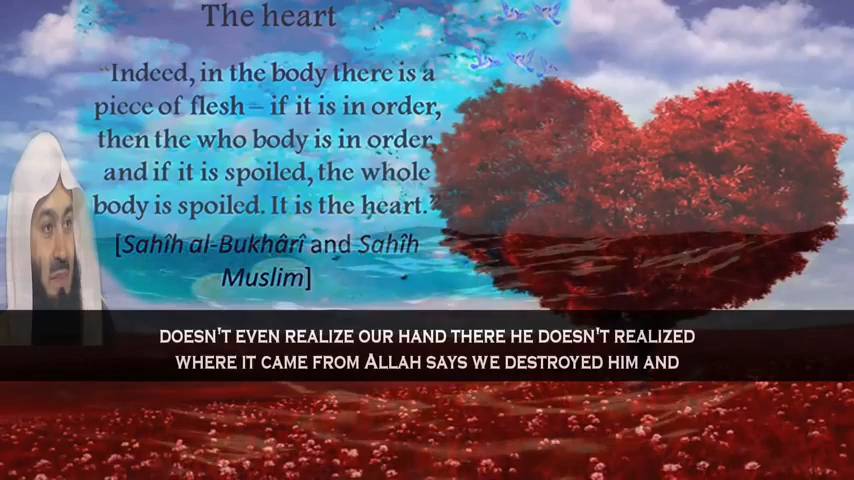 The heart
"Indeed, in the body there is a
piece of flesh – if it is in order,
then the who body is in order,
and if it is spoiled, the whole
body is spoiled. It is the heart."
[Sahîh al-Bukhârî and Sahîh
Muslim]
DOESN'T EVEN REALIZE OUR HAND THERE HE DOESN'T REALIZED
WHERE IT CAME FROM ALLAH SAYS WE DESTROYED HIM AND